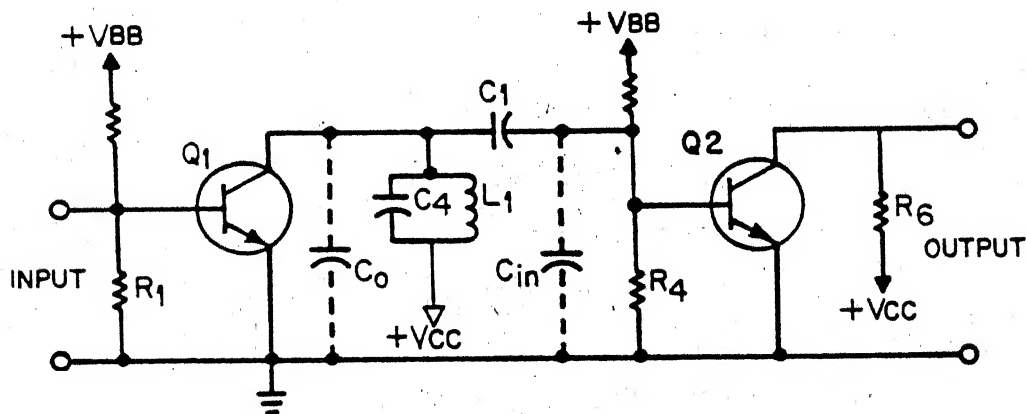 +VBB
+VBB
C1
Q1
Q2
C4
L1
R6
INPUT
R1
Co
Cin
R4
OUTPUT
+VCC
+VCC